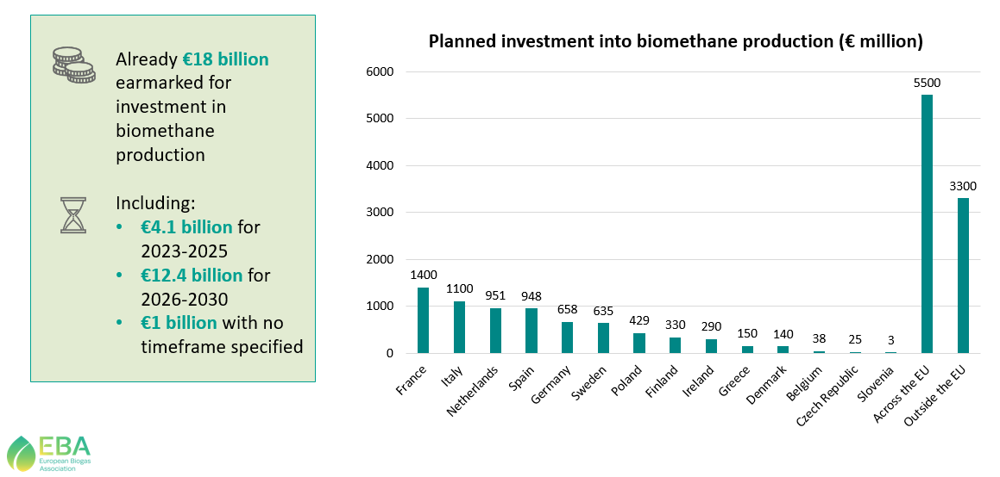 Already €18 billion
earmarked for
investment in
biomethane
production
Including:
• €4.1 billion for
2023-2025
• €12.4 billion for
2026-2030
• €1 billion with no
timeframe specified
EBA
European Biogas
Association
Planned investment into biomethane production (€ million)
6000
5000
4000
3000
2000
1000
0
1400
1100
951
948
658
635
429
330
290
150
140
38
25
3
5500
3300
France
Italy
Netherlands
Spain
Germany
Sweden
Poland
Finland
Ireland
Greece
Denmark
Belgium
Czech Republic
Slovenia
Across the EU
Outside the EU